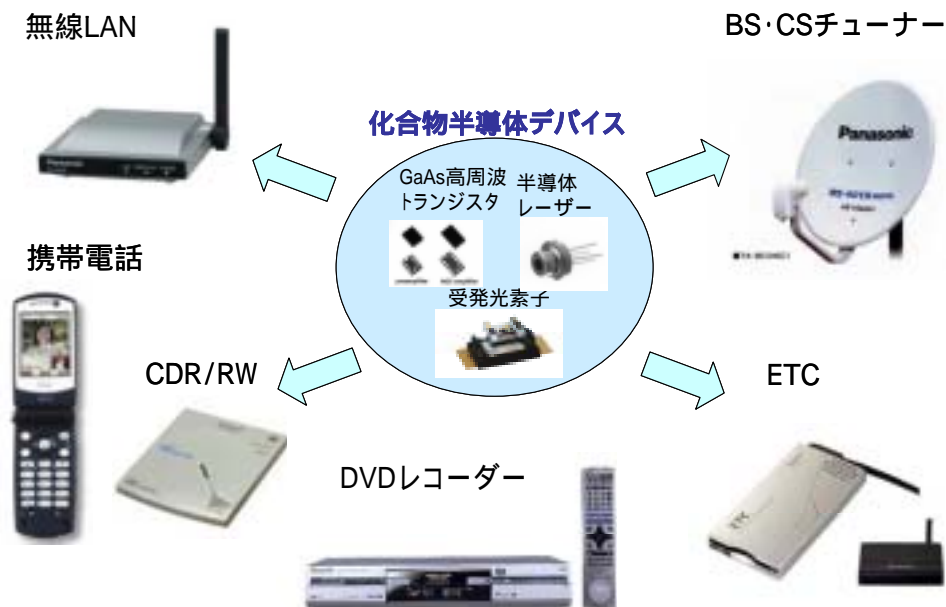 無線LAN
BS・CSチューナー
化合物半導体デバイス
Panasonic
GaAs高周波
トランジスタ
半導体
レーザー
携帯電話
受発光素子
CDR/RW
ETC
DVDレコーダー
ETC